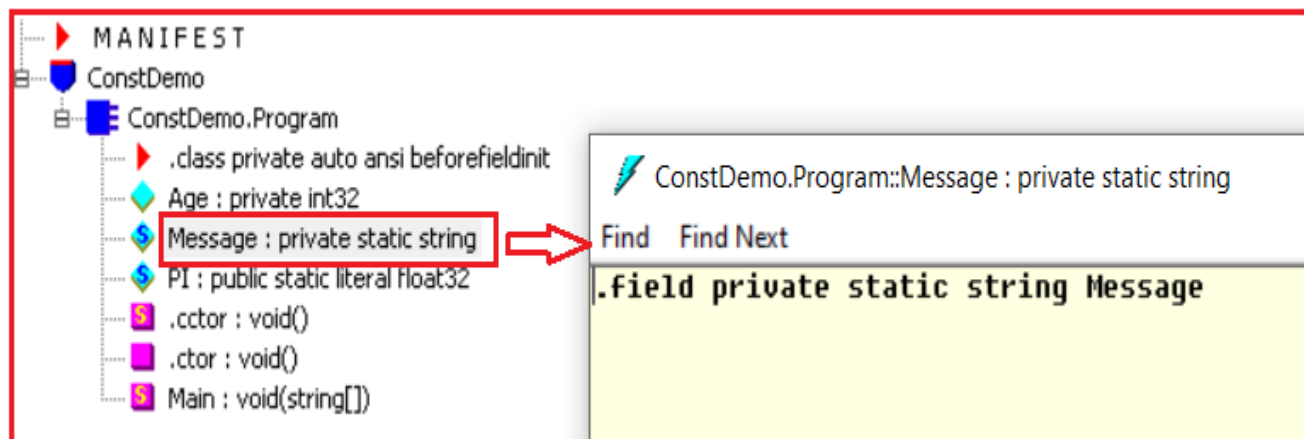 MANIFEST
ConstDemo
ConstDemo.Program
.class private auto ansi beforefieldinit
Age : private int32
Message : private static string
PI : public static literal float32
S .cctor : void()
.ctor : void()
S Main : void(string[])
ConstDemo.Program::Message : private static string
Find Find Next
.field private static string Message